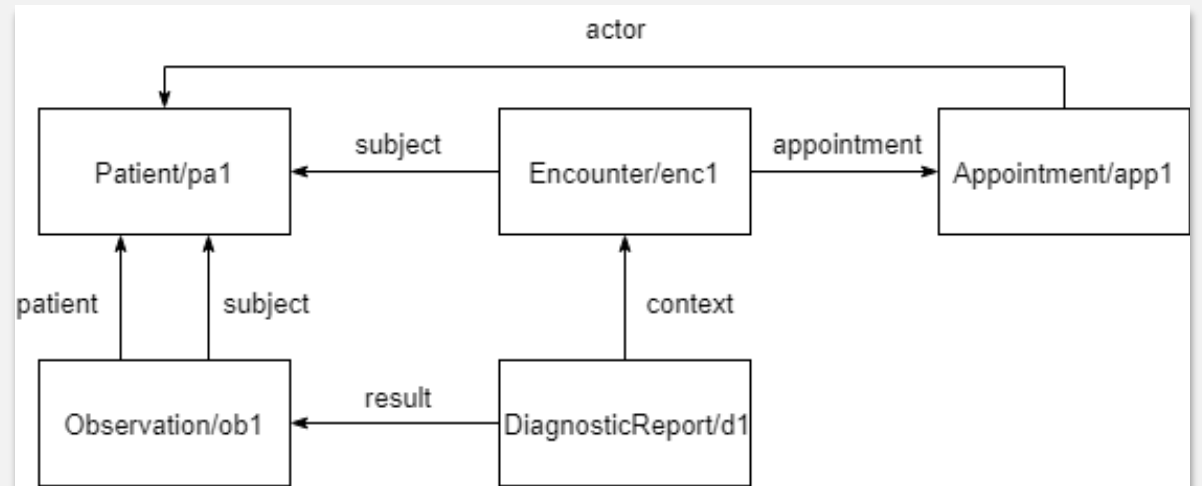 actor
subject
appointment
Patient/pa1
Encounter/enc1
Appointment/app1
patient
subject
context
result
Observation/ob1
DiagnosticReport/d1